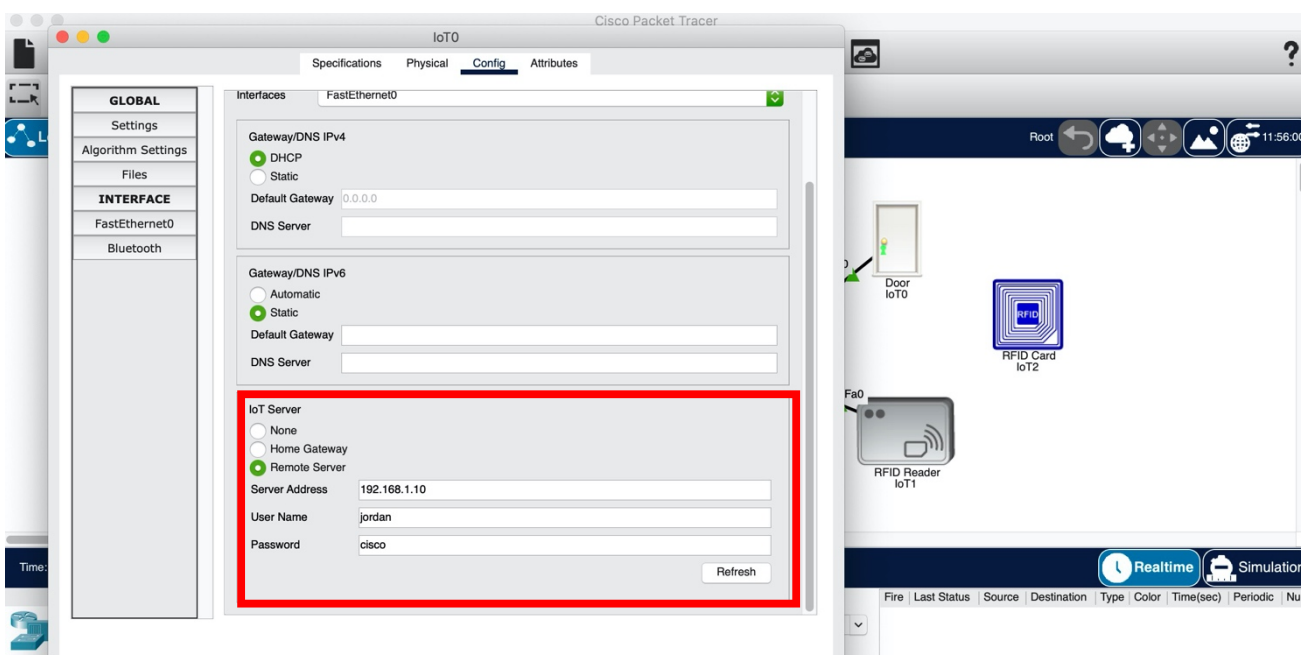 Cisco Packet Tracer
IoT0
Specifications Physical Config Attributes
GLOBAL
Settings
Algorithm Settings
Files
INTERFACE
FastEthernet0
Bluetooth
Interfaces FastEthernet0
Gateway/DNS IPv4
DHCP
Static
Default Gateway 0.0.0.0
DNS Server
Gateway/DNS IPv6
Automatic
Static
Default Gateway
DNS Server
IoT Server
None
Home Gateway
Remote Server
Server Address 192.168.1.10
User Name jordan
Password cisco
Refresh
?
L
Root 11:56:00
0
Door
IoT0
RFID
RFID Card
IoT2
Fa0
RFID Reader
IoT1
Time:
Realtime Simulation
Fire Last Status Source Destination Type Color Time(sec) Periodic Nu